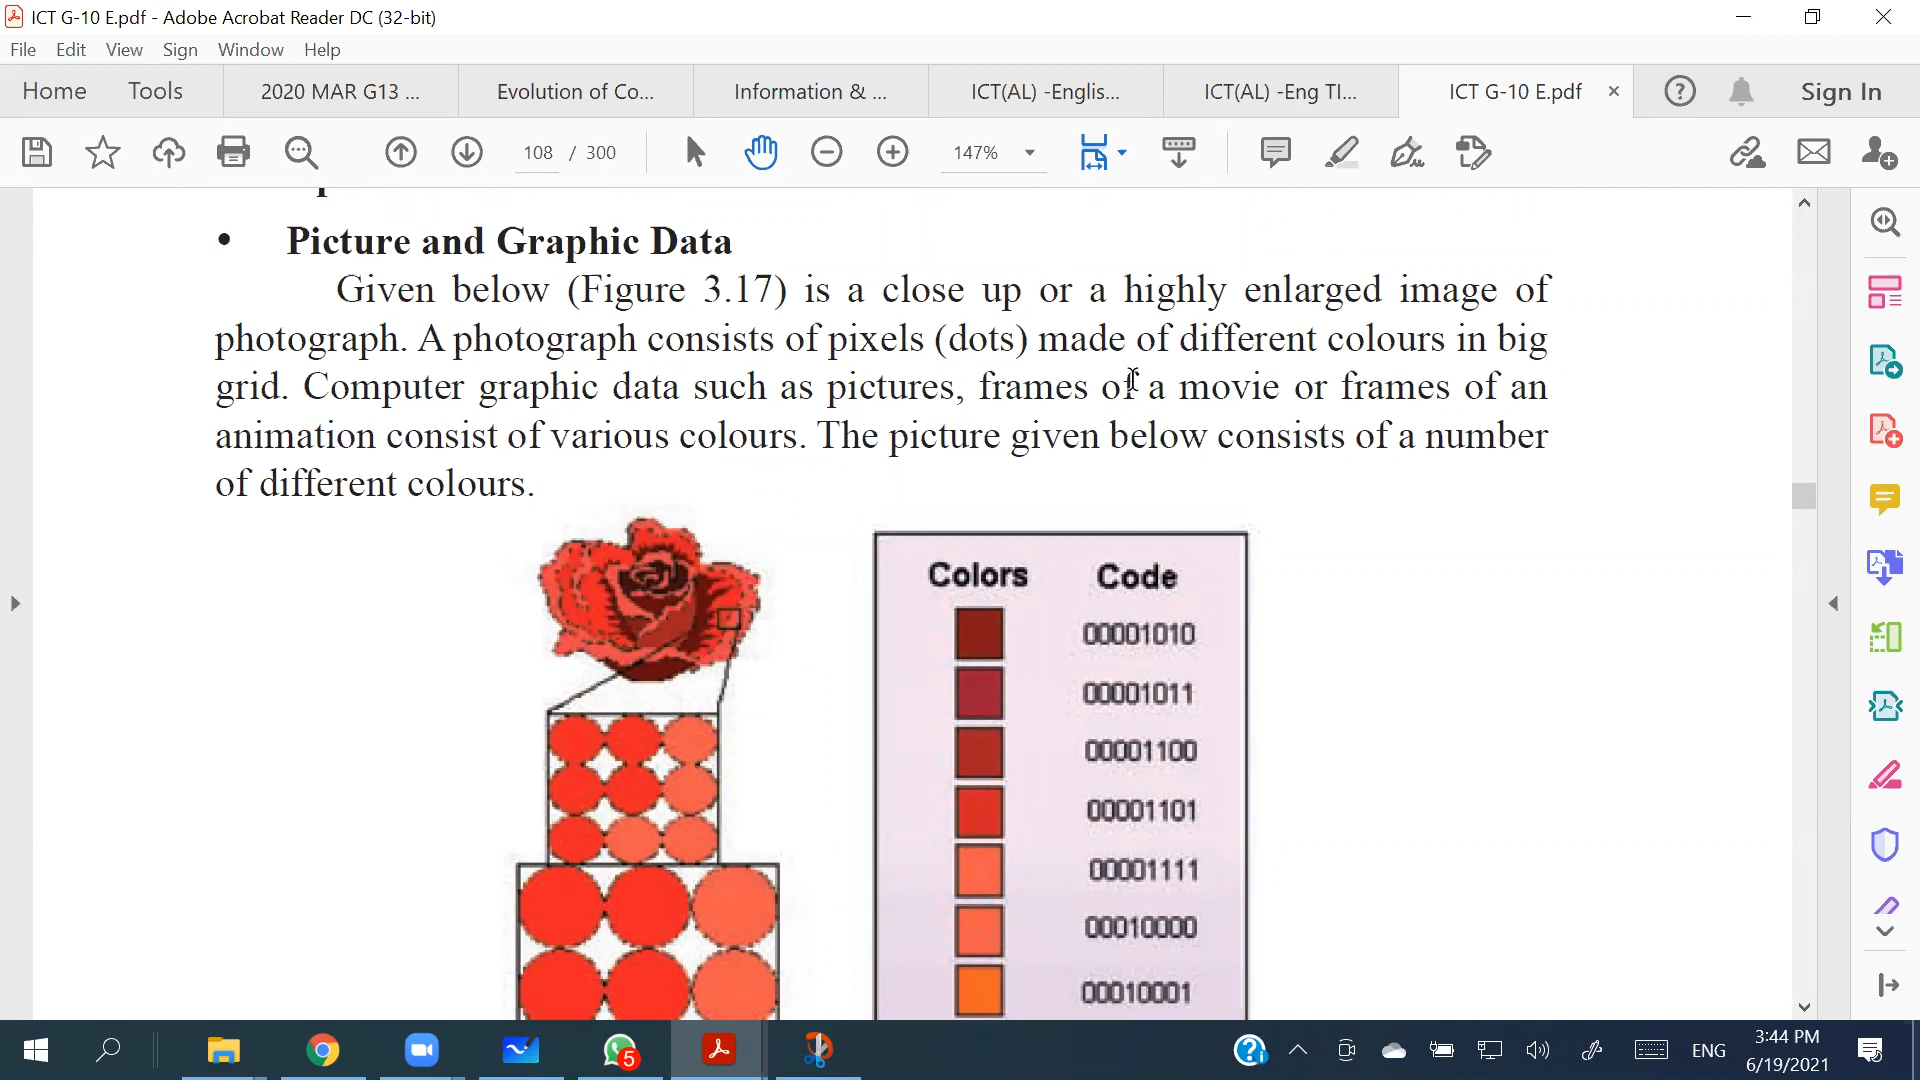 ICT G-10 E.pdf - Adobe Acrobat Reader DC (32-bit)
File Edit View Sign Window Help
Home Tools 2020 MAR G13 ... Evolution of Co... Information & ... ICT(AL) -Englis... ICT(AL) -Eng TI... ICT G-10 E.pdf × Sign In
108 / 300 147%
• Picture and Graphic Data
Given below (Figure 3.17) is a close up or a highly enlarged image of
photograph. A photograph consists of pixels (dots) made of different colours in big
grid. Computer graphic data such as pictures, frames of a movie or frames of an
animation consist of various colours. The picture given below consists of a number
of different colours.
Colors Code
00001010
00001011
00001100
00001101
00001111
00010000
00010001
5
ENG
3:44 PM
6/19/2021